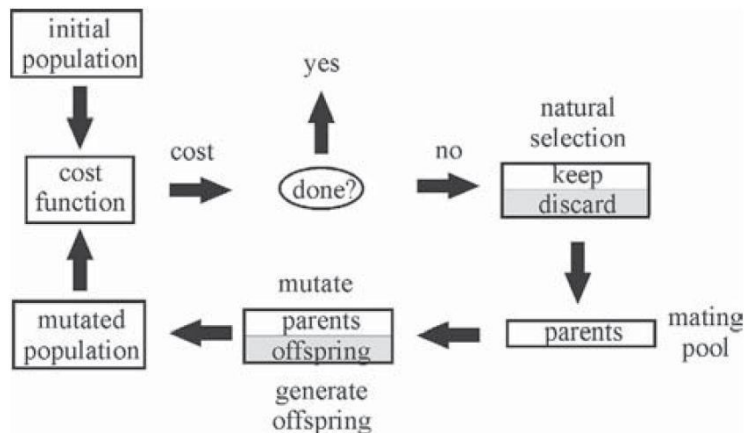 initial
population
yes
natural
selection
cost
function
cost
done?
no
keep
discard
mutated
population
mutate
parents
offspring
generate
offspring
parents
mating
pool